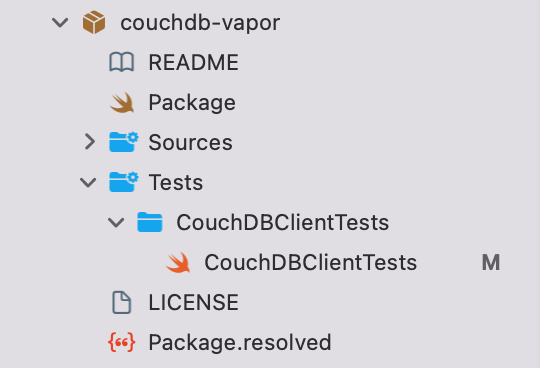 couchdb-vapor
README
Package
Sources
Tests
CouchDBClientTests
CouchDBClientTests M
LICENSE
Package.resolved